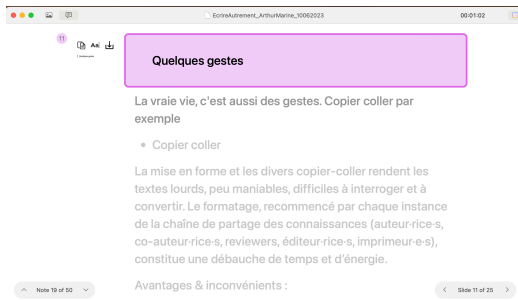 EcrireAutrement_ArthurMarine_10062023
00:01:02
11
Aa
Quelques gestes
La vraie vie, c'est aussi des gestes. Copier coller par
exemple
• Copier coller
La mise en forme et les divers copier-coller rendent les
textes lourds, peu maniables, difficiles à interroger et à
convertir. Le formatage, recommencé par chaque instance
de la chaîne de partage des connaissances (auteur·rice·s,
co-auteur·rice·s, reviewers, éditeur·rice·s, imprimeur·e·s),
constitue une débauche de temps et d'énergie.
Avantages & inconvénients :
Note 19 of 50
Slide 11 of 25